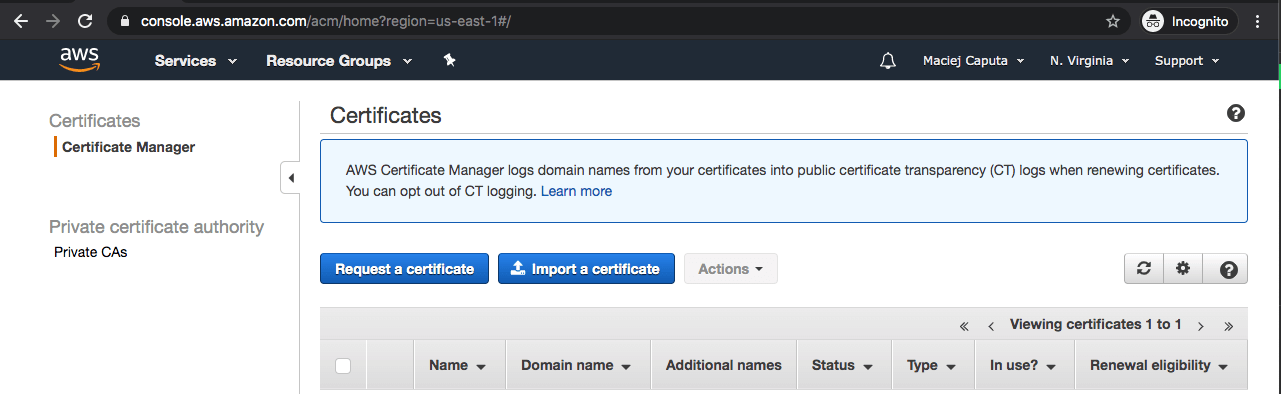 console.aws.amazon.com/acm/home?region=us-east-1#/
Incognito
aws
Services
Resource Groups
Maciej Caputa
N. Virginia
Support
Certificates
Certificate Manager
Private certificate authority
Private CAs
Certificates
AWS Certificate Manager logs domain names from your certificates into public certificate transparency (CT) logs when renewing certificates.
You can opt out of CT logging. Learn more
Request a certificate
Import a certificate
Actions
« ‹ Viewing certificates 1 to 1 › »
Name
Domain name
Additional names
Status
Type
In use?
Renewal eligibility